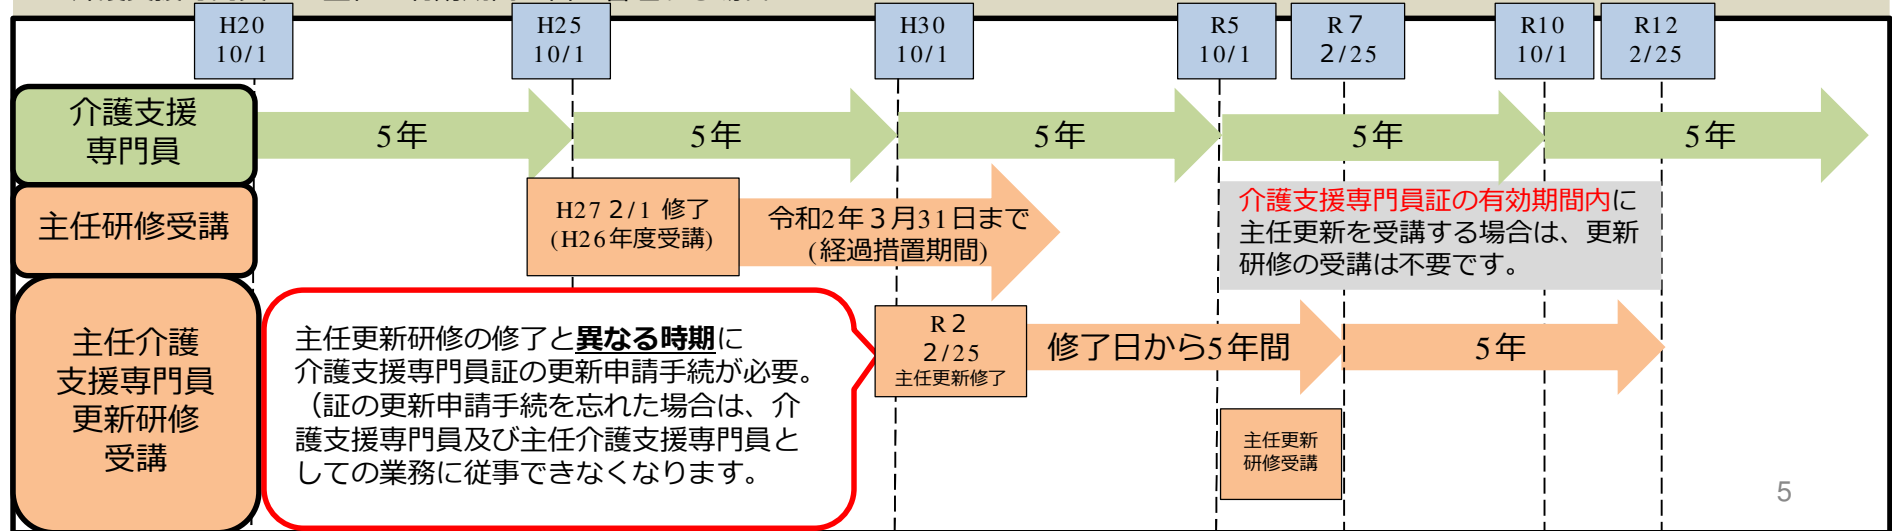 H20
10/1
H25
10/1
H30
10/1
R5
10/1
R７
２/25
R10
10/1
R12
2/25
介護支援
専門員
5年
5年
5年
5年
5年
主任研修受講
H27２/1 修了
(H26年度受講)
令和2年３月31日まで
(経過措置期間)
介護支援専門員証の有効期間内に
主任更新を受講する場合は、更新
研修の受講は不要です。
主任介護
支援専門員
更新研修
受講
主任更新研修の修了と異なる時期に
介護支援専門員証の更新申請手続が必要。
（証の更新申請手続を忘れた場合は、介
護支援専門員及び主任介護支援専門員と
しての業務に従事できなくなります。
R２
２/25
主任更新修了
修了日から5年間
5年
主任更新
研修受講
5